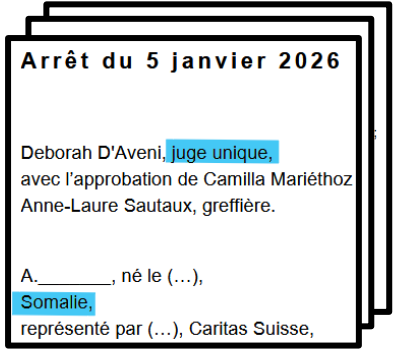 Arrêt du 5 janvier 2026
Deborah D'Aveni, juge unique,
avec l'approbation de Camilla Mariéthoz
Anne-Laure Sautaux, greffière.
A.________, né le (…),
Somalie,
représenté par (…), Caritas Suisse,